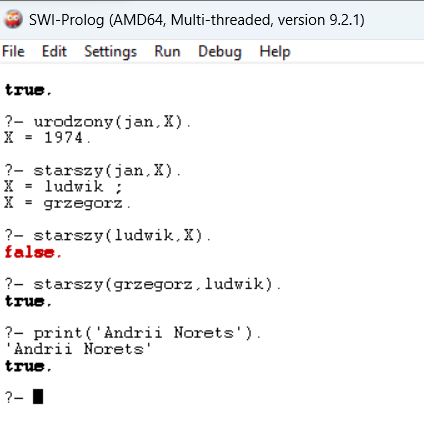 SWI-Prolog (AMD64, Multi-threaded, version 9.2.1)
File Edit Settings Run Debug Help
true.
?- urodzony(jan,X).
X = 1974.
?- starszy(jan,X).
X = ludwik ;
X = grzegorz.
?- starszy(ludwik,X).
false.
?- starszy(grzegorz,ludwik).
true.
?- print('Andrii Norets').
'Andrii Norets'
true.
?-